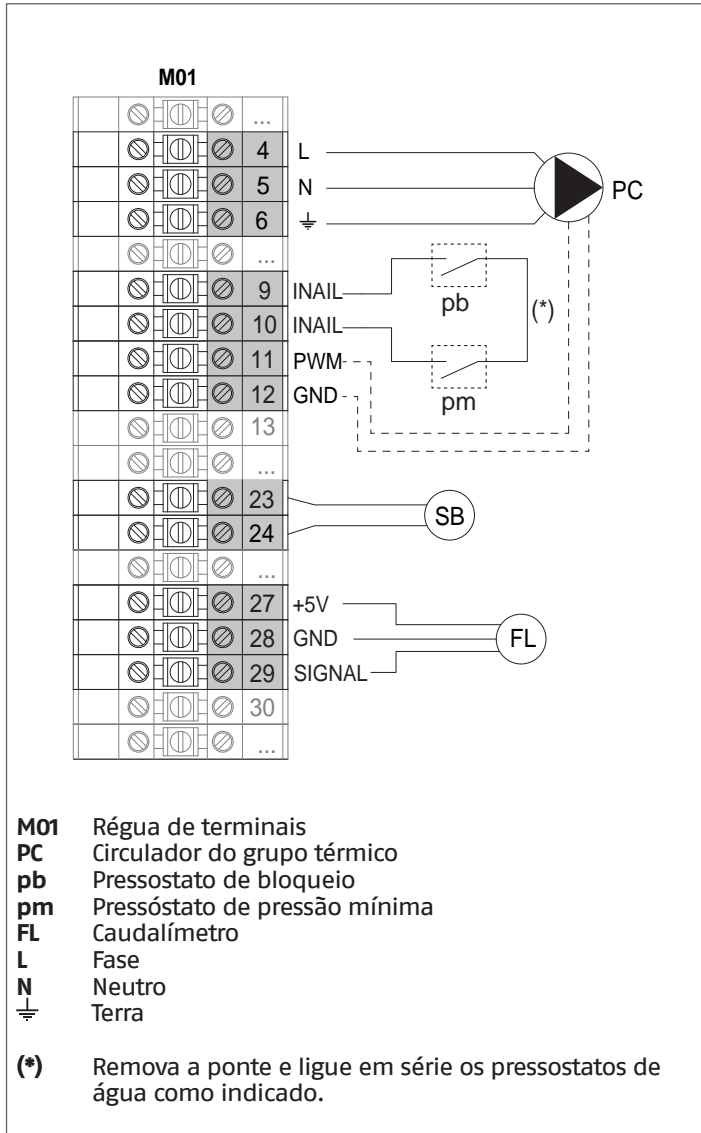 M01
...
4 L
5 N PC
6
...
9 INAIL pb
10 INAIL (*)
11 PWM pm
12 GND
13
...
23 SB
24
...
27 +5V
28 GND FL
29 SIGNAL
30
...
M01 Régua de terminais
PC Circulador do grupo térmico
pb Pressostato de bloqueio
pm Pressóstato de pressão mínima
FL Caudalímetro
L Fase
N Neutro
⏚ Terra
(*) Remova a ponte e ligue em série os pressostatos de
água como indicado.